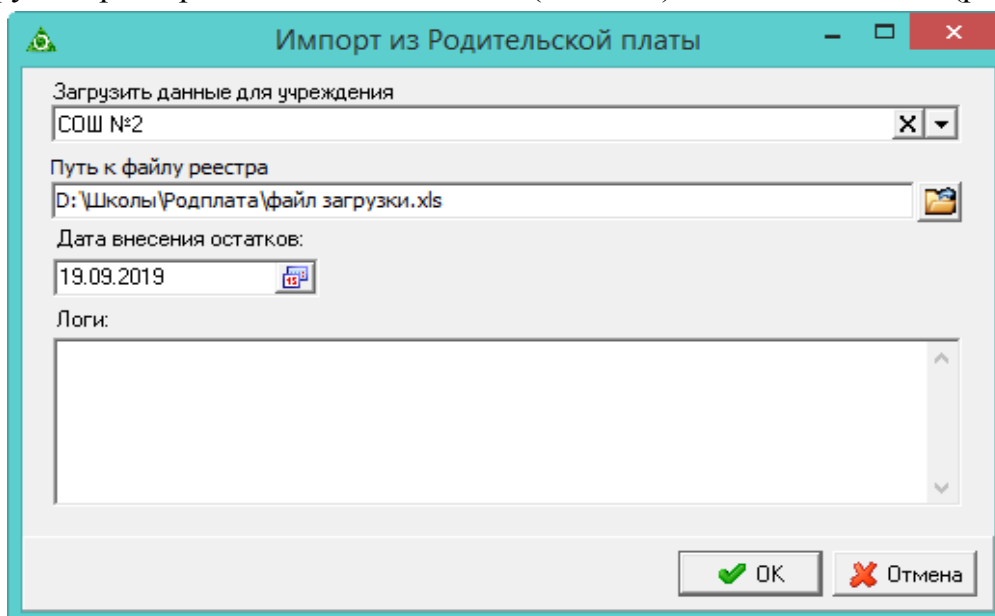 Импорт из Родительской платы
Загрузить данные для учреждения
СОШ №2
Путь к файлу реестра
D:\Школы\Родплата\файл загрузки.xls
Дата внесения остатков:
19.09.2019
15
Логи:
ОК
Отмена